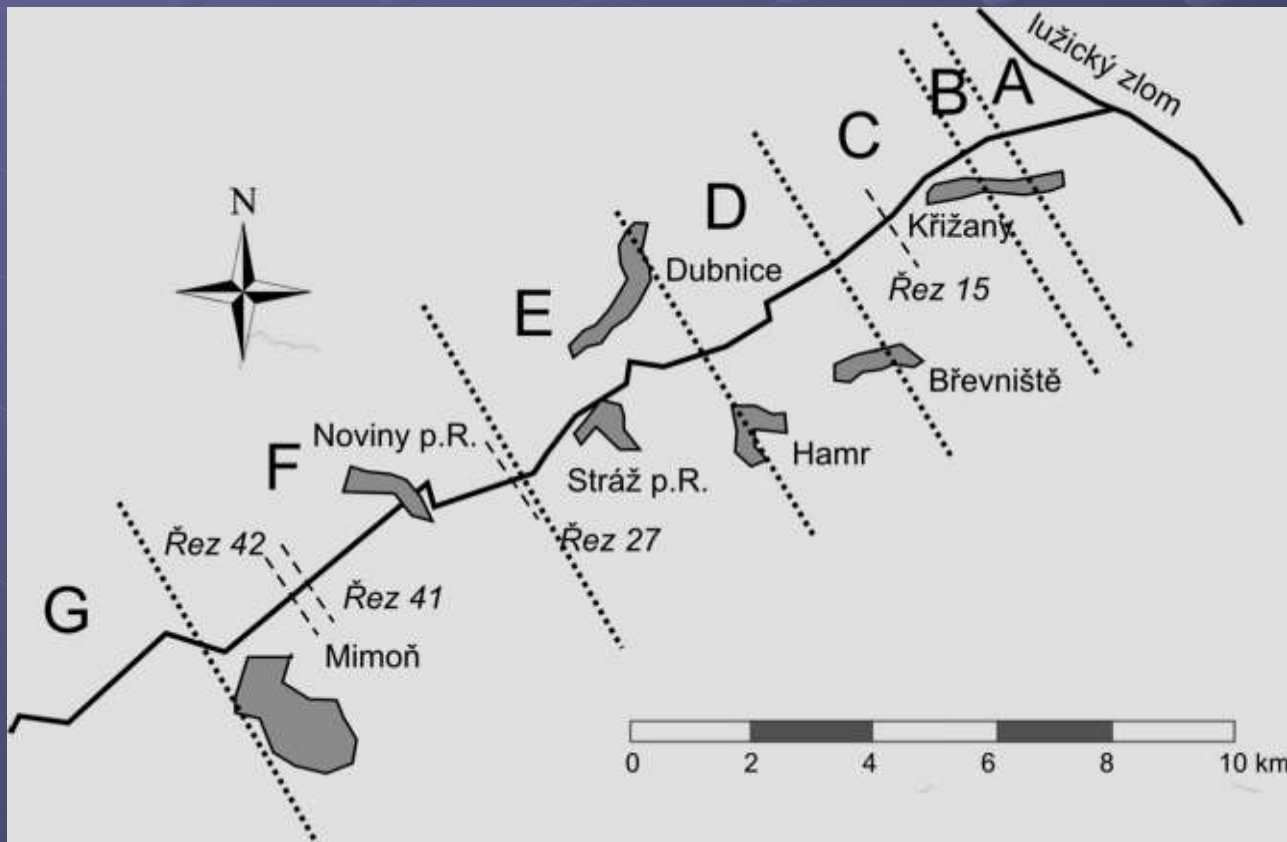 lužický zlom
A
B
C
N
D
Křižany
Dubnice
Řez 15
E
Břevniště
Noviny p.R.
Hamr
F
Stráž p.R.
Řez 42
Řez 27
Řez 41
G
Mimoň
0 2 4 6 8 10 km